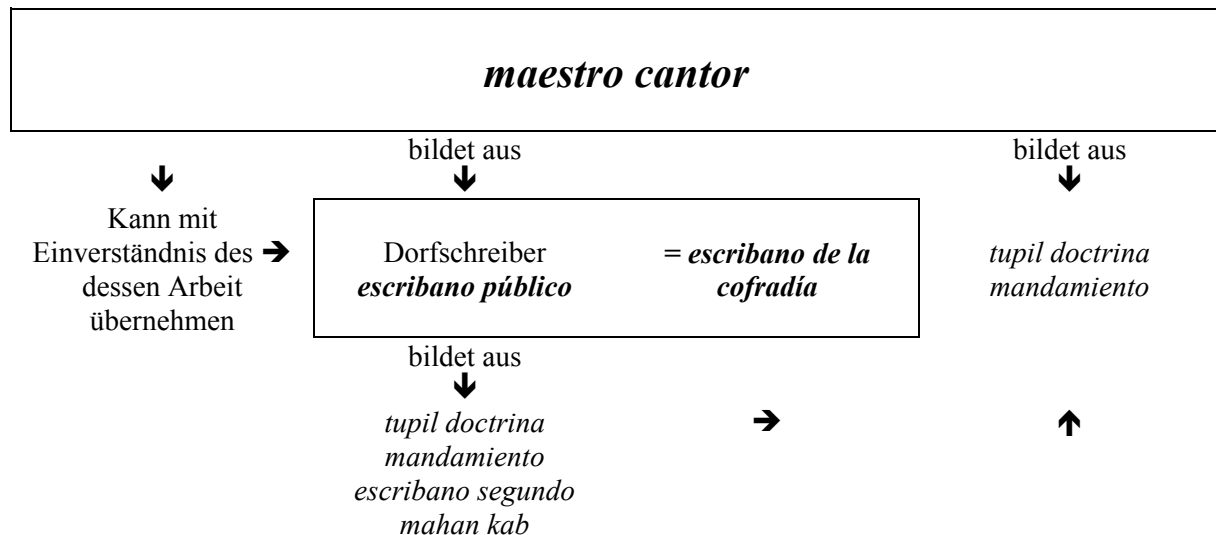 maestro cantor
bildet aus
bildet aus
Kann mit
Einverständnis des
dessen Arbeit
übernehmen
Dorfschreiber
escribano público
= escribano de la
cofradía
tupil doctrina
mandamiento
bildet aus
tupil doctrina
mandamiento
escribano segundo
mahan kab